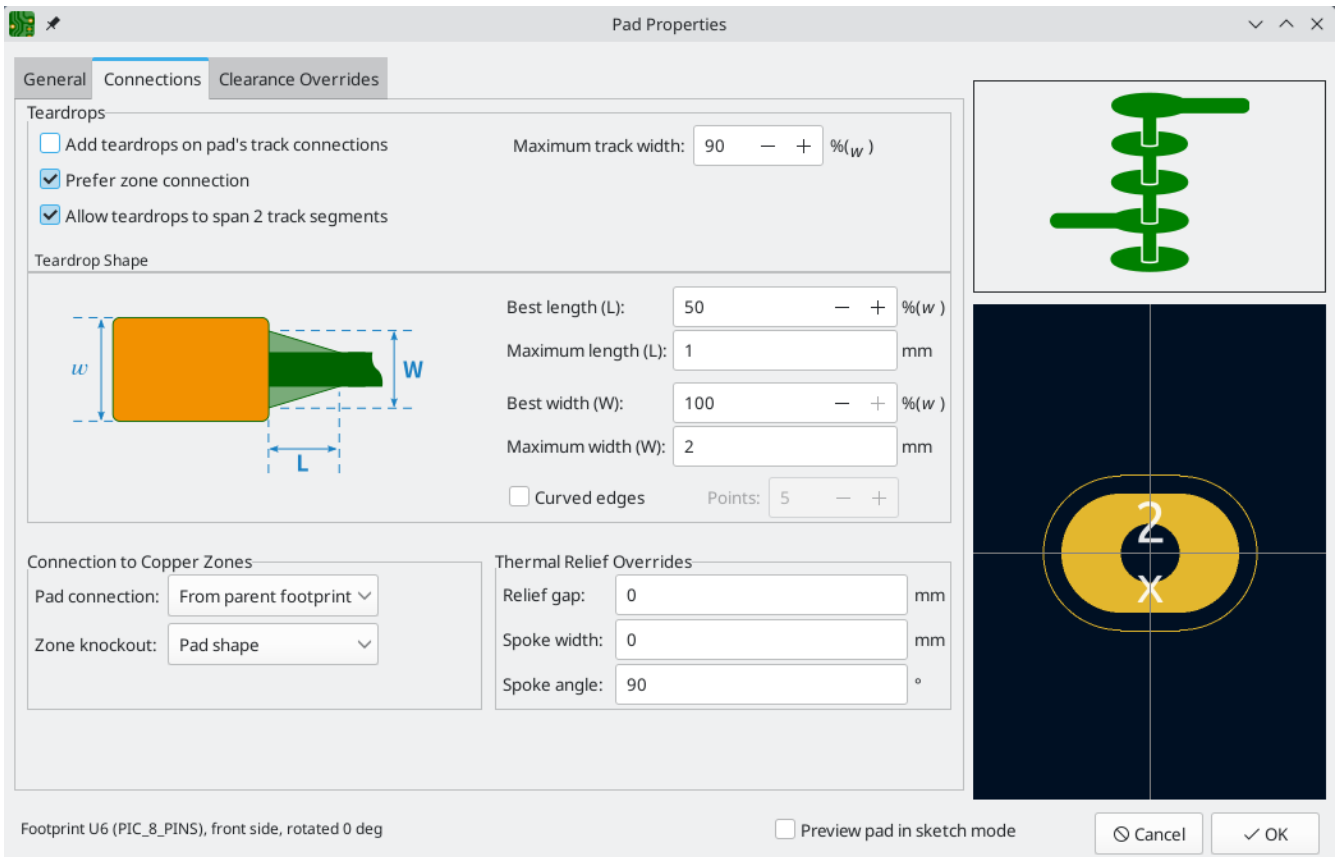 Pad Properties
General Connections Clearance Overrides
Teardrops
Add teardrops on pad's track connections
Maximum track width: 90 %(w)
Prefer zone connection
Allow teardrops to span 2 track segments
Teardrop Shape
w
W
L
Best length (L): 50 %(w)
Maximum length (L): 1 mm
Best width (W): 100 %(w)
Maximum width (W): 2 mm
Curved edges Points: 5
Connection to Copper Zones
Pad connection: From parent footprint
Zone knockout: Pad shape
Thermal Relief Overrides
Relief gap: 0 mm
Spoke width: 0 mm
Spoke angle: 90 °
2
x
Footprint U6 (PIC_8_PINS), front side, rotated 0 deg
Preview pad in sketch mode
Cancel
OK